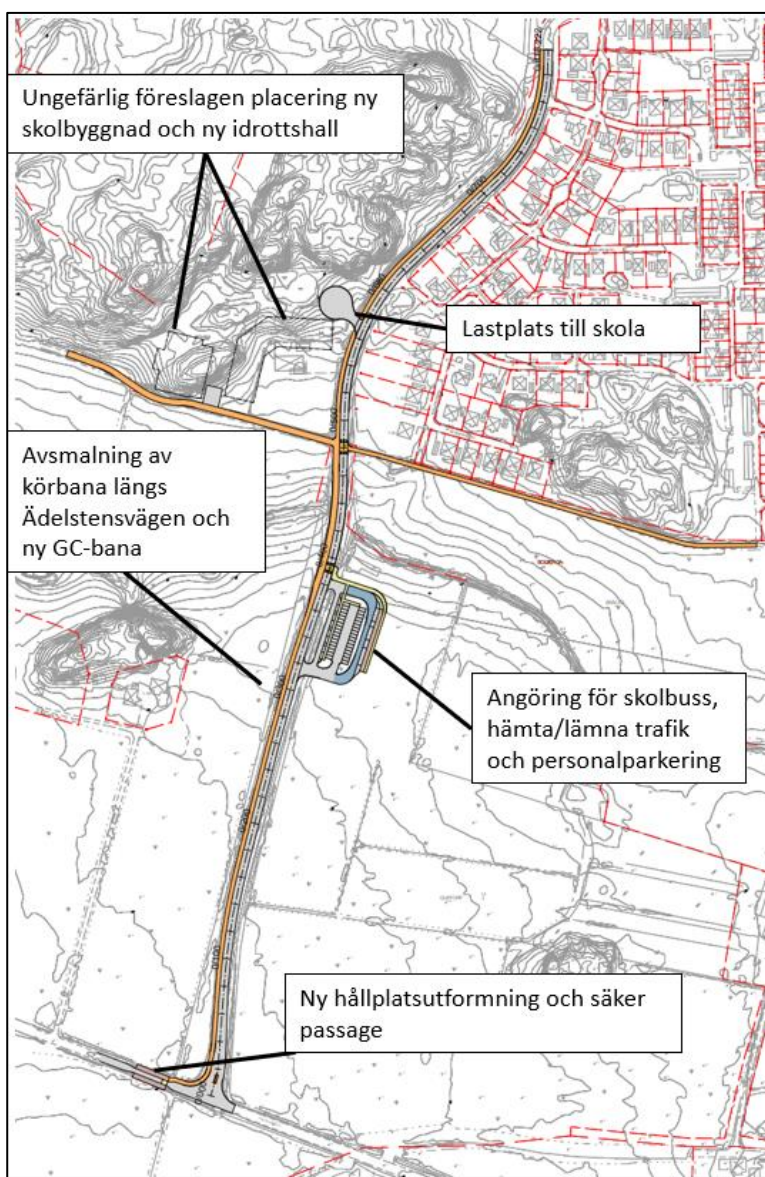 Ungefärlig föreslagen placering ny
skolbyggnad och ny idrottshall
Lastplats till skola
Avsmalning av
körbana längs
Ädelstensvägen och
ny GC-bana
Angöring för skolbuss,
hämta/lämna trafik
och personalparkering
Ny hållplatsutformning och säker
passage